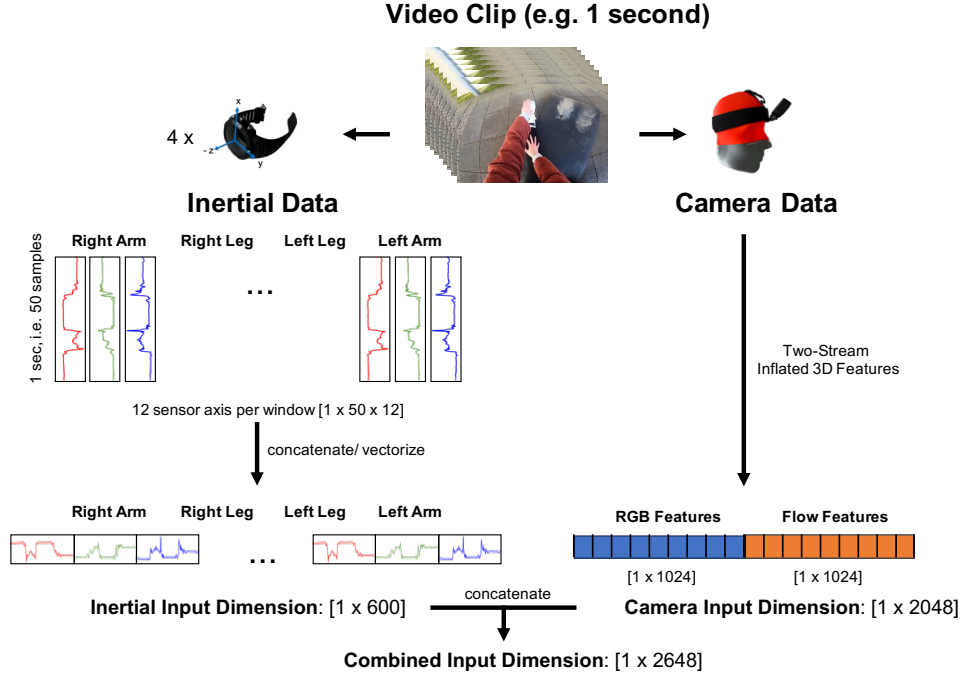 Video Clip (e.g. 1 second)
4 x
x
- z
y
Inertial Data
Camera Data
Right Arm Right Leg Left Leg Left Arm
1 sec, i.e. 50 samples
...
12 sensor axis per window [1 x 50 x 12]
Two-Stream
Inflated 3D Features
concatenate/ vectorize
Right Arm Right Leg Left Leg Left Arm
...
RGB Features Flow Features
[1 x 1024] [1 x 1024]
concatenate
Inertial Input Dimension: [1 x 600]
Camera Input Dimension: [1 x 2048]
Combined Input Dimension: [1 x 2648]